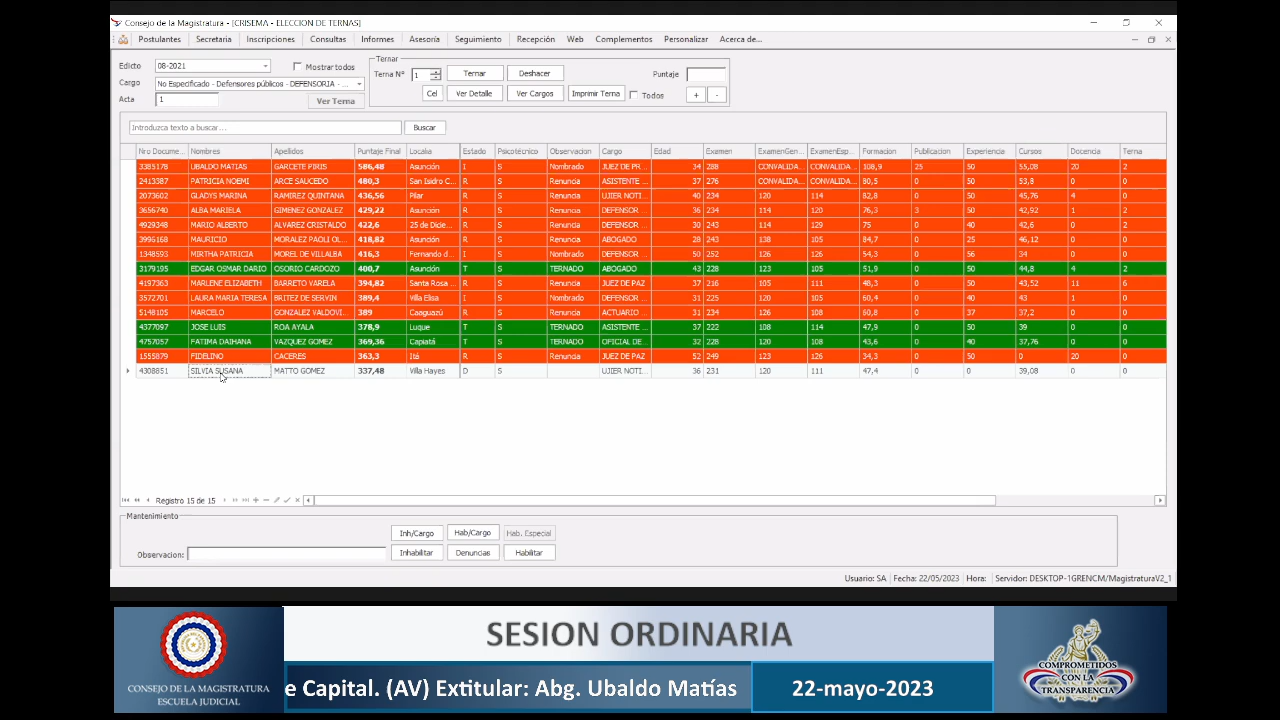 Consejo de la Magistratura - [CRISEMA - ELECCION DE TERNAS]
Postulantes Secretaria Inscripciones Consultas Informes Asesoría Seguimiento Recepción Web Complementos Personalizar Acerca de...
Edicto 08-2021 Mostrar todos
Cargo No Especificado - Defensores públicos - DEFENSORIA - ...
Acta 1 Ver Terna
Ternar
Terna Nº 1 Ternar Deshacer Puntaje
Cel Ver Detalle Ver Cargos Imprimir Terna Todos + -
Introduzca texto a buscar... Buscar
Nro Docume... Nombres Apellidos Puntaje Final Localia Estado Psicotécnico Observacion Cargo Edad Examen ExamenGen... ExamenEsp... Formacion Publicacion Experiencia Cursos Docencia Terna
3385178 UBALDO MATIAS GARCETE PIRIS 586,48 Asunción I S Nombrado JUEZ DE PR... 34 288 CONVALIDA... CONVALIDA... 108,9 25 50 55,08 20 2
2413387 PATRICIA NOEMI ARCE SAUCEDO 480,3 San Isidro C... R S Renuncia ASISTENTE ... 37 276 CONVALIDA... CONVALIDA... 80,5 0 50 53,8 0 0
2073602 GLADYS MARINA RAMIREZ QUINTANA 436,56 Pilar R S Renuncia UJIER NOTI... 40 234 120 114 82,8 0 50 45,76 4 0
3656740 ALBA MARIELA GIMENEZ GONZALEZ 429,22 Asunción R S Renuncia DEFENSOR 36 234 114 120 76,3 3 50 42,92 1 2
4929348 MARIO ALBERTO ALVAREZ CRISTALDO 422,6 25 de Dicie... R S Renuncia DEFENSOR ... 30 243 114 129 75 0 40 42,6 0 2
3996168 MAURICIO MORALEZ PAOLI OL... 418,82 Asunción R S Renuncia ABOGADO 28 243 138 105 84,7 0 25 46,12 0 0
1348593 MIRTHA PATRICIA MOREL DE VILLALBA 416,3 Fernando d... I S Nombrado DEFENSOR 50 252 126 126 54,3 0 56 34 0 0
3179195 EDGAR OSMAR DARIO OSORIO CARDOZO 400,7 Asunción T S TERNADO ABOGADO 43 228 123 105 51,9 0 50 44,8 4 2
4197363 MARLENE ELIZABETH BARRETO VARELA 394,82 Santa Rosa ... R S Renuncia JUEZ DE PAZ 37 216 105 111 48,3 0 50 43,52 11 6
3572701 LAURA MARIA TERESA BRITEZ DE SERVIN 389,4 Villa Elisa I S Nombrado DEFENSOR ... 31 225 120 105 60,4 0 40 43 1 0
5148105 MARCELO GONZALEZ VALDOVI... 389 Caaguazú R S Renuncia ACTUARIO ... 31 234 126 108 60,8 0 37 37,2 0 0
4377097 JOSE LUIS ROA AYALA 378,9 Luque T S TERNADO ASISTENTE ... 37 222 108 114 47,9 0 50 39 0 0
4757057 FATIMA DAIHANA VAZQUEZ GOMEZ 369,36 Capiatá T S TERNADO OFICIAL DE ... 32 228 120 108 43,6 0 40 37,76 0 0
1555879 FIDELINO CACERES 363,3 Itá R S Renuncia JUEZ DE PAZ 52 249 123 126 34,3 0 50 0 20 0
4308851 SILVIA SUSANA MATTO GOMEZ 337,48 Villa Hayes D S UJIER NOTI... 36 231 120 111 47,4 0 0 39,08 0 0
Registro 15 de 15
Mantenimiento
Inh/Cargo Hab/Cargo Hab. Especial
Observacion: Inhabilitar Denuncias Habilitar
Usuario: SA Fecha: 22/05/2023 Hora: Servidor: DESKTOP-1GRENCM/MagistraturaV2_1
CONSEJO DE LA MAGISTRATURA
ESCUELA JUDICIAL
SESION ORDINARIA
e Capital. (AV) Extitular: Abg. Ubaldo Matías
22-mayo-2023
COMPROMETIDOS
CON LA
TRANSPARENCIA